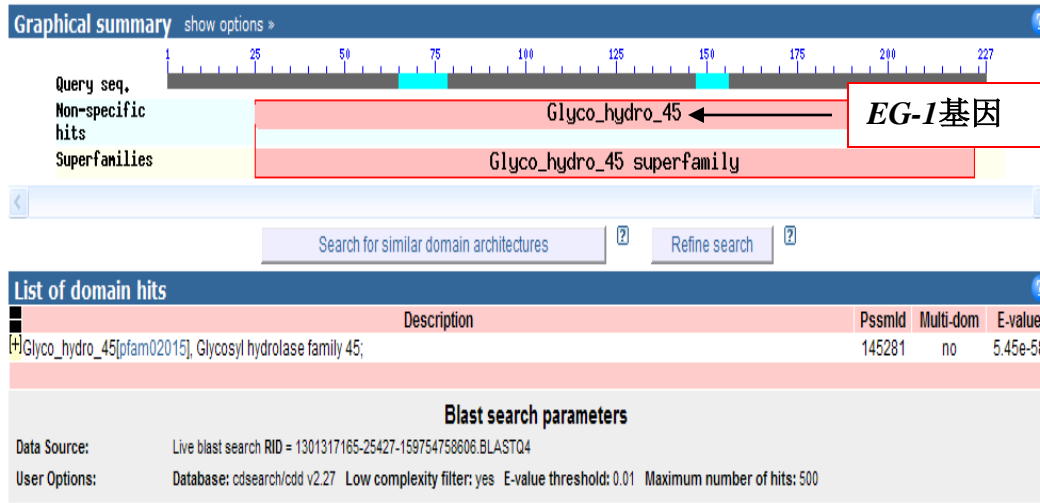 Graphical summary show options »
1 25 50 75 100 125 150 175 200 227
Query seq.
Non-specific hits
Glyco_hydro_45
EG-1基因
Superfamilies
Glyco_hydro_45 superfamily
Search for similar domain architectures ? Refine search ?
List of domain hits
Description PssmId Multi-dom E-value
[+]Glyco_hydro_45[pfam02015], Glycosyl hydrolase family 45; 145281 no 5.45e-58
Blast search parameters
Data Source: Live blast search RID = 1301317165-25427-159754758606.BLASTQ4
User Options: Database: cdsearch/cdd v2.27 Low complexity filter: yes E-value threshold: 0.01 Maximum number of hits: 500